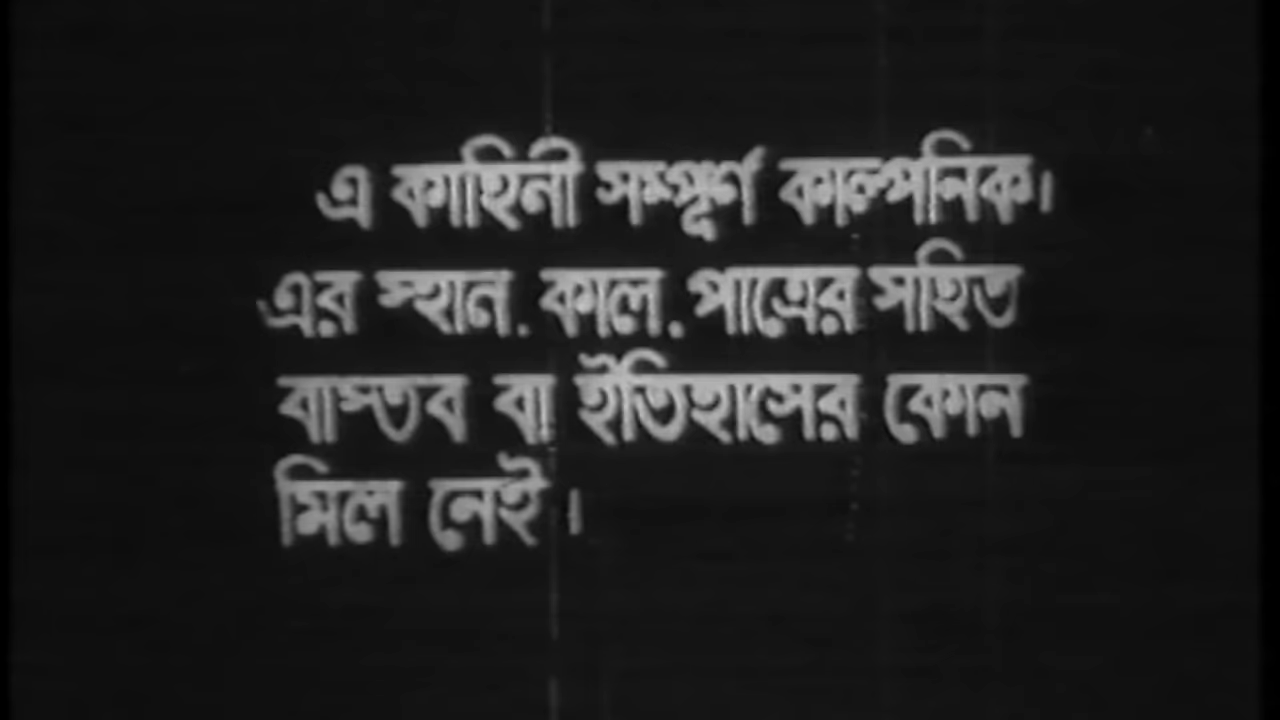 এ কাহিনী সম্পূর্ণ কাল্পনিক।
এর স্থান. কাল. পাত্রের সহিত
বাস্তব বা ইতিহাসের কোন
মিল নেই।